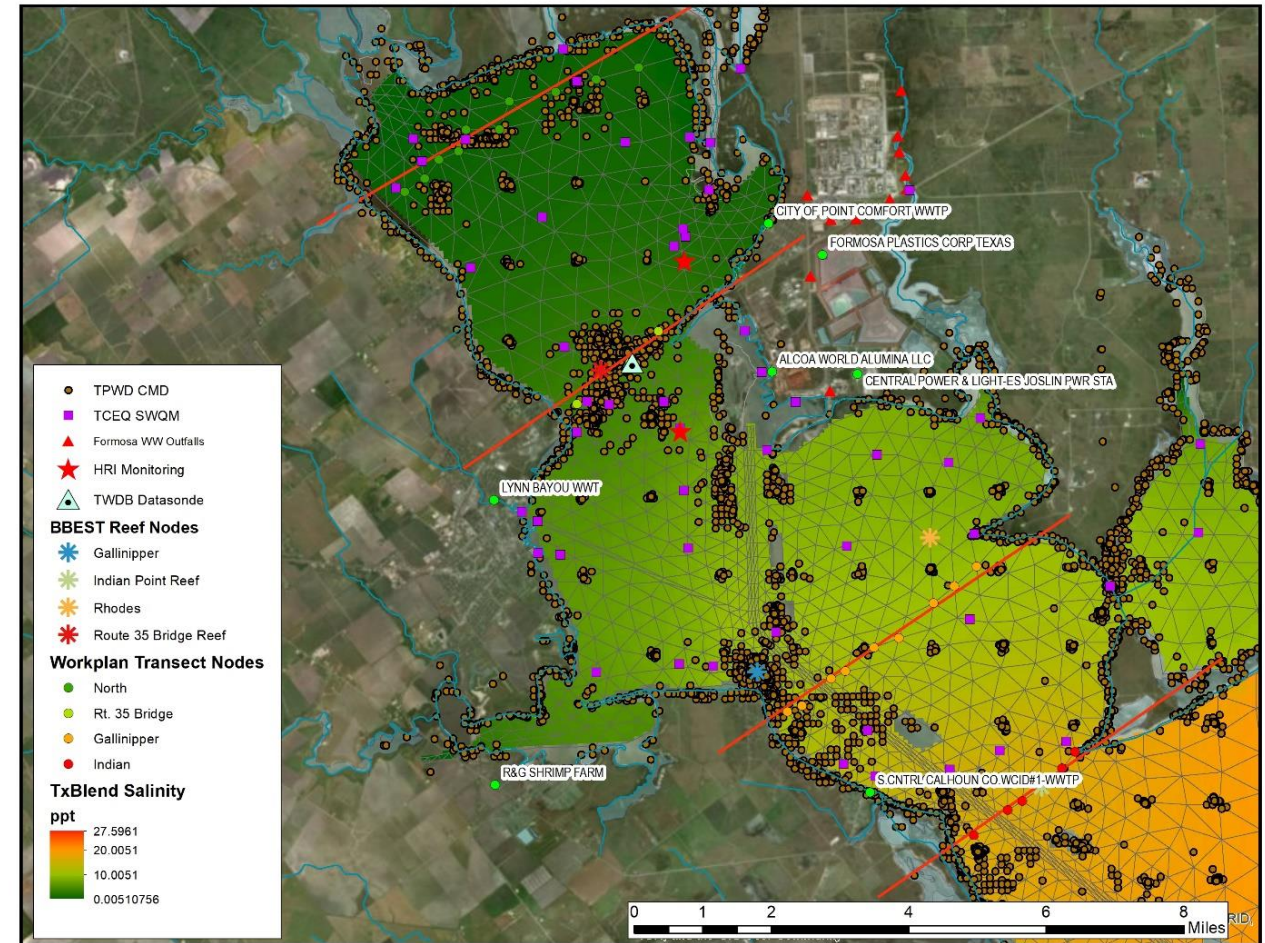 CITY OF POINT COMFORT WWTP
FORMOSA PLASTICS CORP TEXAS
ALCOA WORLD ALUMINA LLC
CENTRAL POWER & LIGHT-ES JOSLIN PWR STA
LYNN BAYOU WWT
R&G SHRIMP FARM
S.CNTRL CALHOUN CO.WCID#1-WWTP
TPWD CMD
TCEQ SWQM
Formosa WW Outfalls
HRI Monitoring
TWDB Datasonde
BBEST Reef Nodes
Gallinipper
Indian Point Reef
Rhodes
Route 35 Bridge Reef
Workplan Transect Nodes
North
Rt. 35 Bridge
Gallinipper
Indian
TxBlend Salinity
ppt
27.5961
20.0051
10.0051
0.00510756
0 1 2 4 6 8
Miles